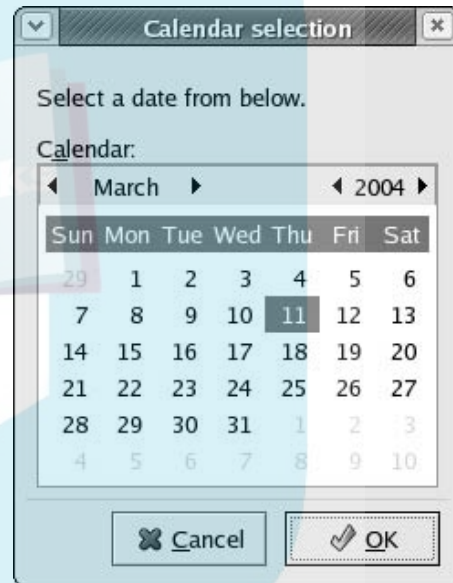 Calendar selection
Select a date from below.
Calendar:
March 2004
Sun Mon Tue Wed Thu Fri Sat
29 1 2 3 4 5 6
7 8 9 10 11 12 13
14 15 16 17 18 19 20
21 22 23 24 25 26 27
28 29 30 31 1 2 3
4 5 6 7 8 9 10
Cancel OK